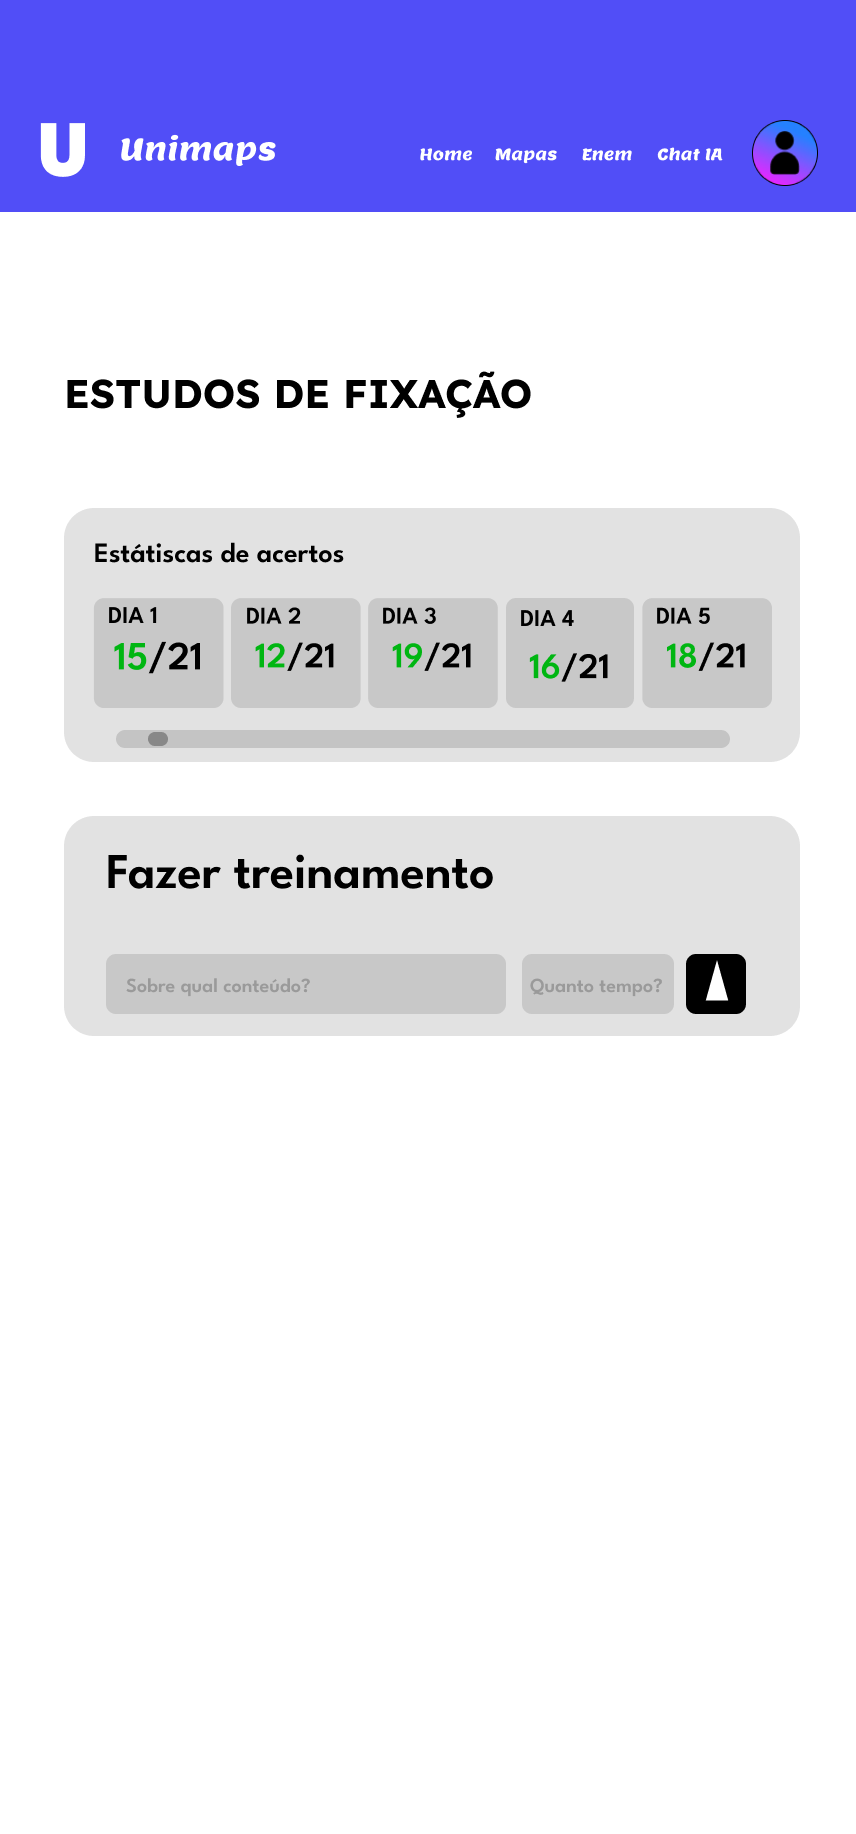 U Unimaps Home Mapas Enem Chat IA
ESTUDOS DE FIXAÇÃO
Estátiscas de acertos
DIA 1 DIA 2 DIA 3 DIA 4 DIA 5
15/21 12/21 19/21 16/21 18/21
Fazer treinamento
Sobre qual conteúdo? Quanto tempo?